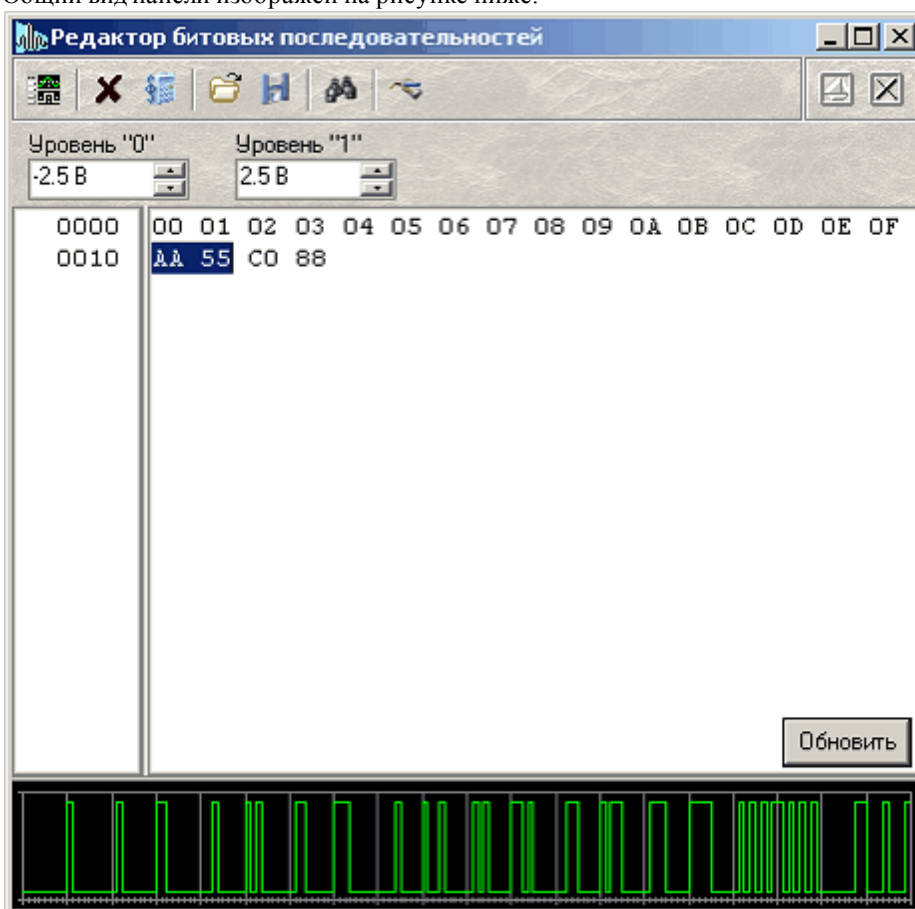 Общий вид панели изображен на рисунке ниже.
Редактор битовых последовательностей
Уровень "0" Уровень "1"
-2.5 В 2.5 В
0000 00 01 02 03 04 05 06 07 08 09 0A 0B 0C 0D 0E 0F
0010 AA 55 C0 88
Обновить